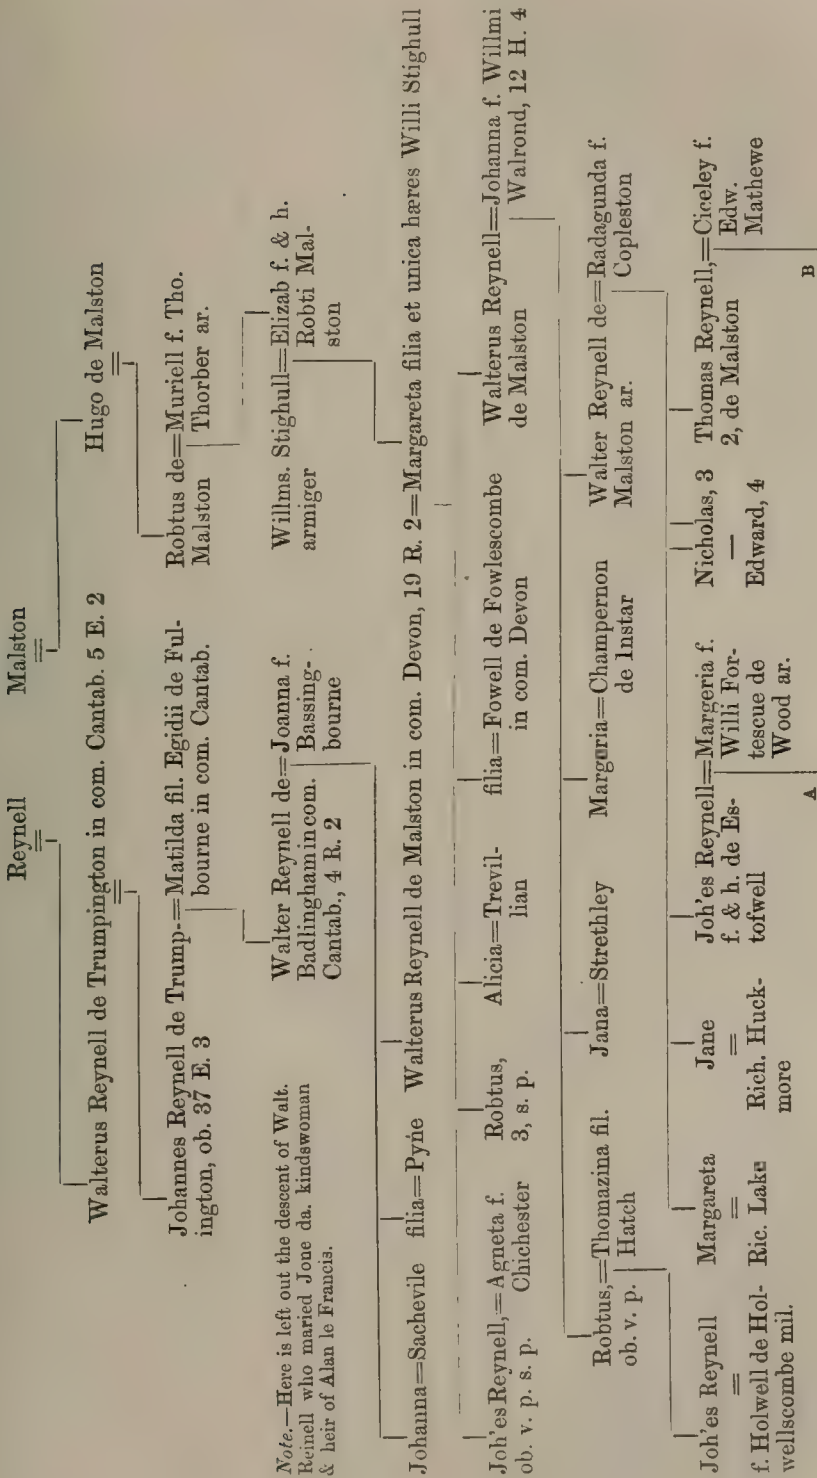 Reynell
Malston
Walterus Reynell de Trumpington in com. Cantab. 5 E. 2
Hugo de Malston
Johannes Reynell de Trump-=Matilda fil. Egidii de Ful-
ington, ob. 37 E. 3
bourne in com. Cantab.
Robtus de=Muriell f. Tho.
Malston
Thorber ar.
Note.—Here is left out the descent of Walt.
Reinell who maried Jone da. kindswoman
& heir of Alan le Francis.
Walter Reynell de=Joanna f.
Badlingham in com.
Bassing-
Cantab., 4 R. 2
bourne
Willms. Stighull=Elizab f. & h.
armiger
Robti Mal-
ston
Johanna=Sachevile
filia=Pyne
Walterus Reynell de Malston in com. Devon, 19 R. 2=Margareta filia et unica hæres Willi Stighull
Joh'es Reynell,=Agneta f.
ob. v. p. s. p.
Chichester
Robtus,
3, s. p.
Alicia=Trevil-
lian
filia=Fowell de Fowlescombe
in com. Devon
Walterus Reynell=Johanna f. Willmi
de Malston
Walrond, 12 H. 4
Robtus,=Thomazina fil.
ob. v. p.
Hatch
Jana=Strethley
Margeria=Champernon
de Instar
Walter Reynell de=Radagunda f.
Malston ar.
Copleston
Joh'es Reynell
=
f. Holwell de Hol-
wellscombe mil.
Margareta
=
Ric. Lake
Jane
=
Rich. Huck-
more
Joh'es Reynell=Margeria f.
f. & h. de Es-
Willi For-
tofwell
tescue de
Wood ar.
A
Nicholas, 3
—
Edward, 4
Thomas Reynell,=Ciceley f.
2, de Malston
Edw.
Mathewe
B